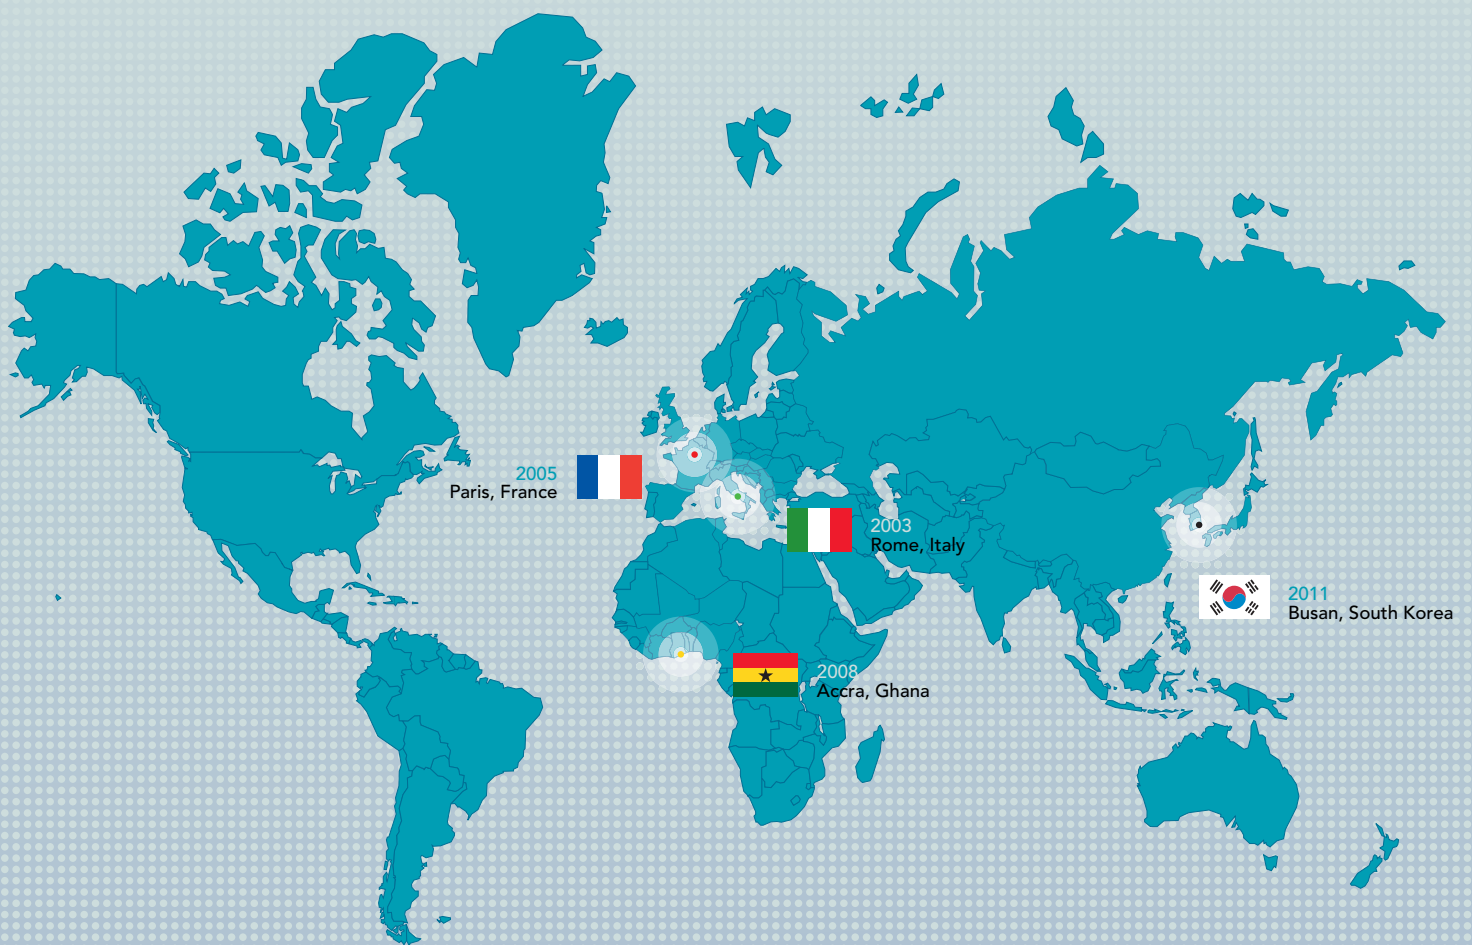 2005
Paris, France
2003
Rome, Italy
2011
Busan, South Korea
2008
Accra, Ghana